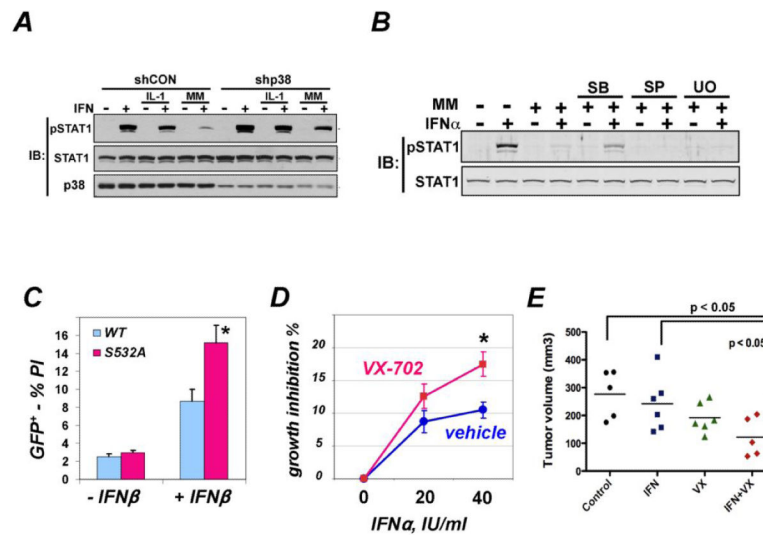 A
shCON shp38
IL-1 MM IL-1 MM
IFN - + - + - + - + - + - +
pSTAT1
IB: STAT1
p38
B
SB SP UO
MM - - + + + + + + + +
IFNα - + - + - + - + - +
pSTAT1
IB:
STAT1
C
GFP+ - % PI
16
14
12
10
8
6
4
2
0
WT
S532A
*
- IFNβ + IFNβ
D
growth inhibition %
20
15
10
5
0
VX-702
vehicle
*
0 20 40
IFNα, IU/ml
E
p < 0.05
p <0.05
Tumor volume (mm3)
500
400
300
200
100
0
Control IFN VX IFN+VX